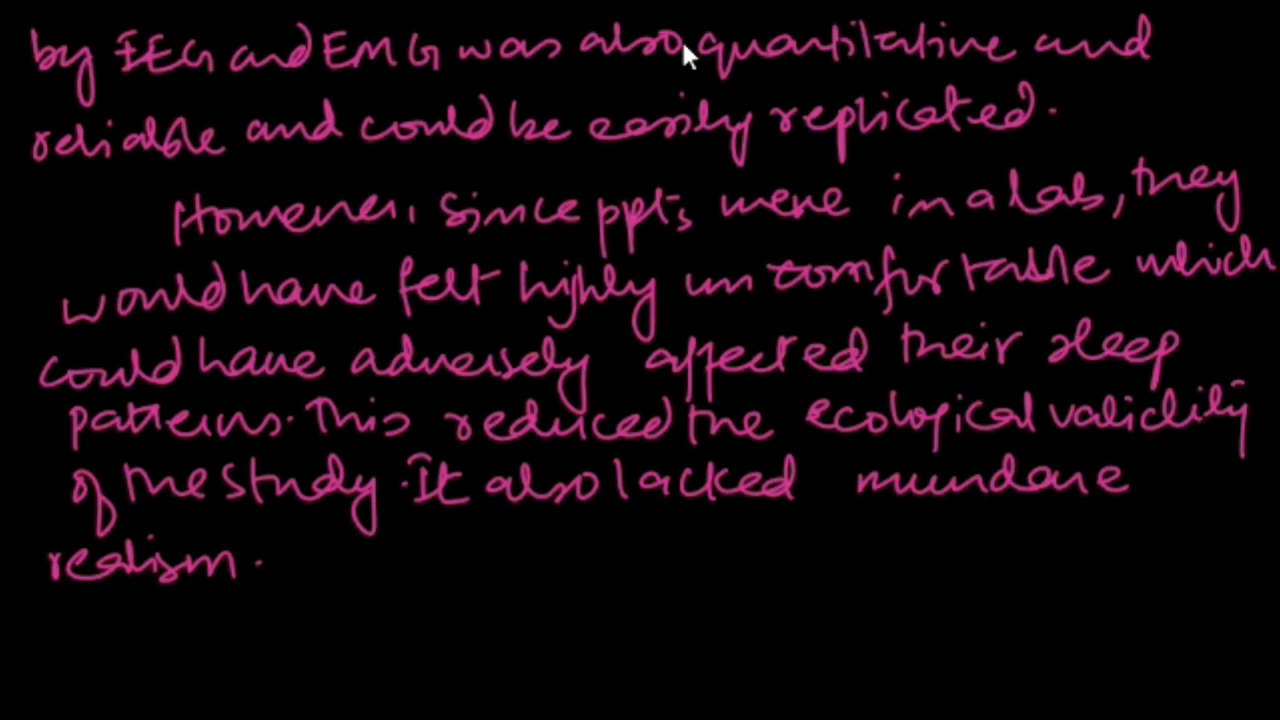 by EEG and EMG was also quantitative and
reliable and could be easily replicated.
However, since ppts were in a lab, they
would have felt highly uncomfortable which
could have adversely affected their sleep
patterns. This reduced the ecological validity
of the study. It also lacked mundane
realism.